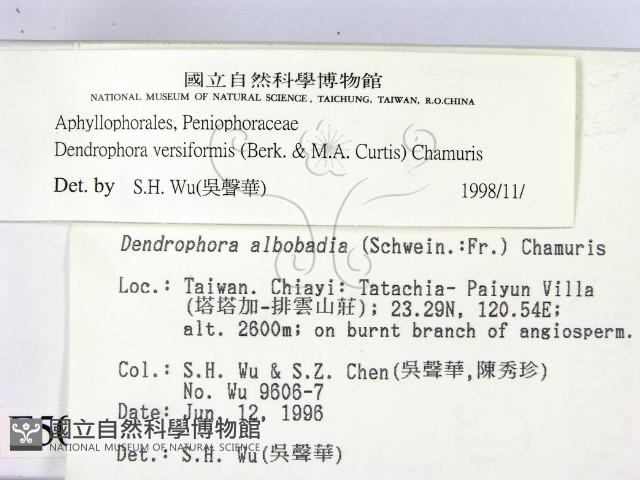 國立自然科學博物館
NATIONAL MUSEUM OF NATURAL SCIENCE, TAICHUNG, TAIWAN, R.O.CHINA
Aphyllophorales, Peniophoraceae
Dendrophora versiformis (Berk. & M.A. Curtis) Chamuris
Det. by S.H. Wu(吳聲華) 1998/11/
Dendrophora albobadia (Schwein.:Fr.) Chamuris
Loc.: Taiwan. Chiayi: Tatachia- Paiyun Villa
(塔塔加-排雲山莊); 23.29N, 120.54E;
alt. 2600m; on burnt branch of angiosperm.
Col.: S.H. Wu & S.Z. Chen(吳聲華,陳秀珍)
No. Wu 9606-7
Date: Jun. 12, 1996
國立自然科學博物館
NATIONAL MUSEUM OF NATURAL SCIENCE
Det.: S.H. Wu(吳聲華)